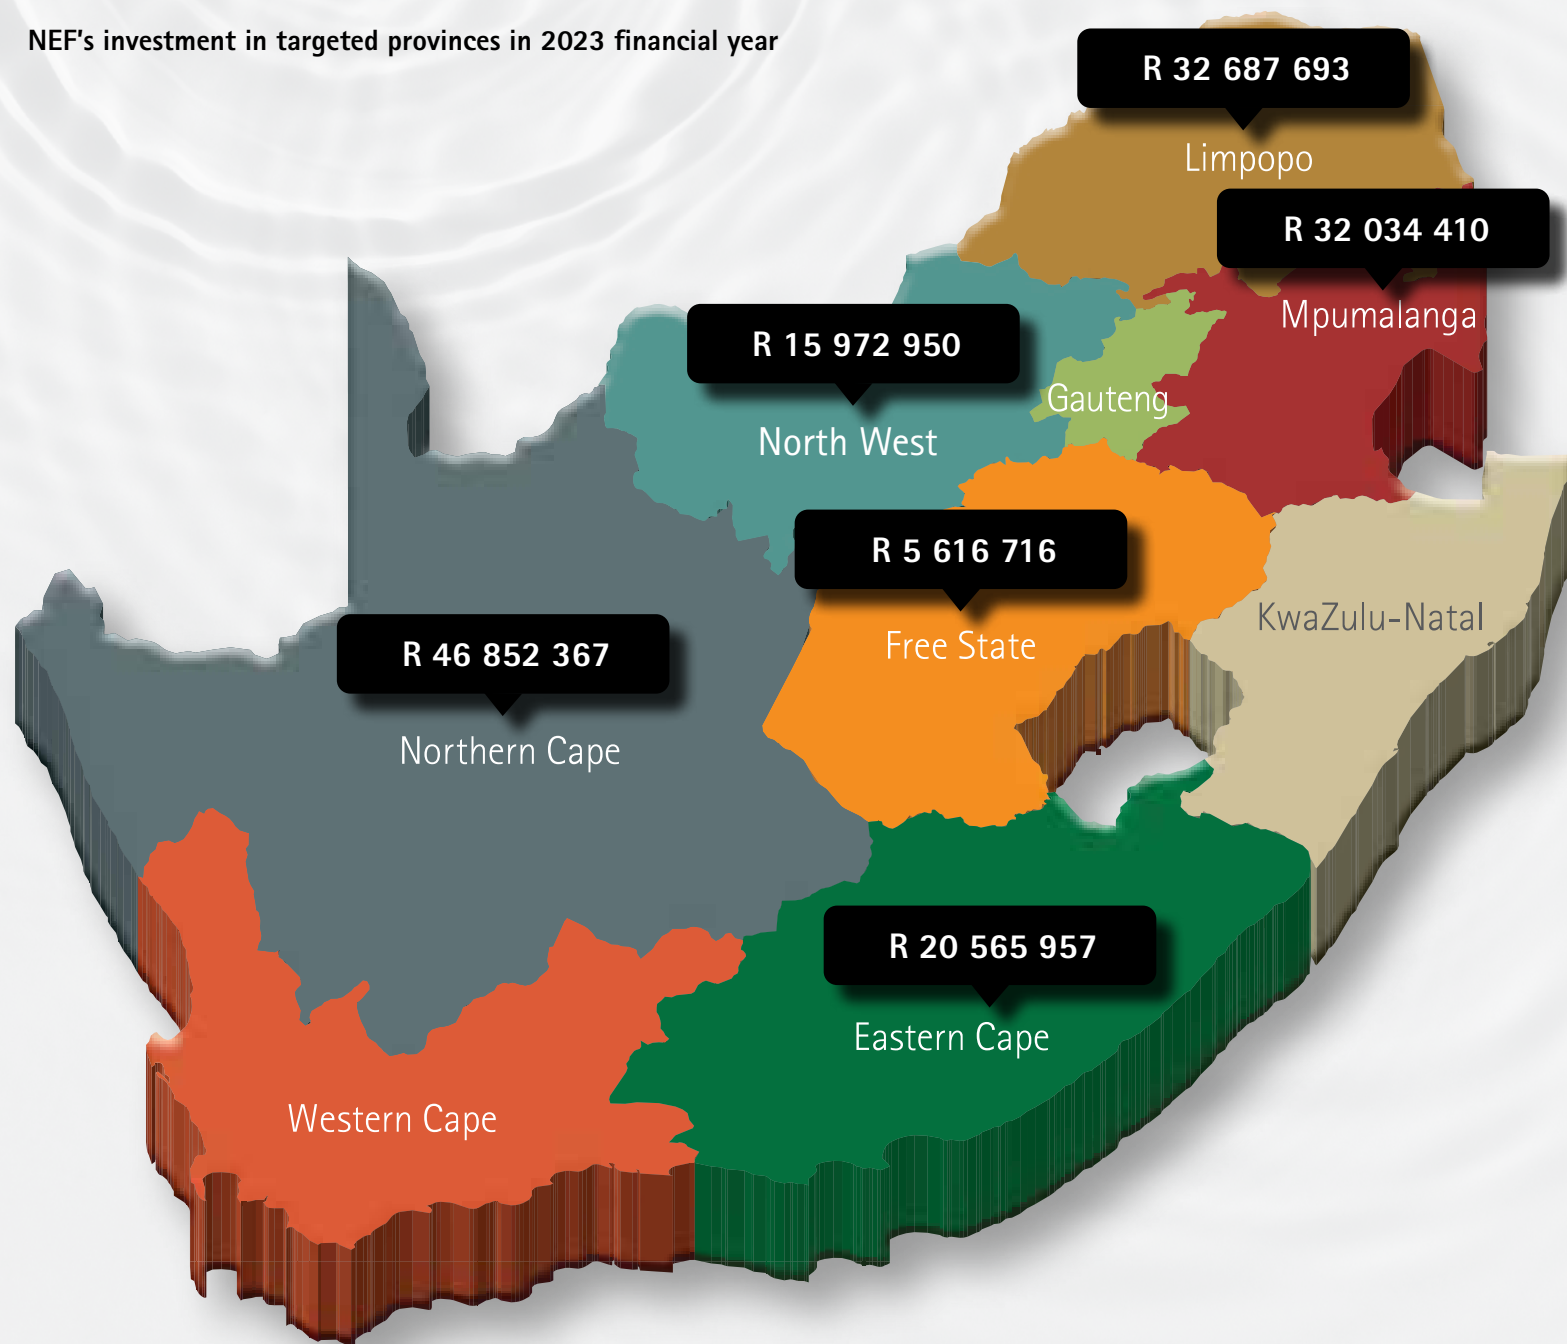 NEF's investment in targeted provinces in 2023 financial year
R 32 687 693
Limpopo
R 32 034 410
Mpumalanga
R 15 972 950
North West
Gauteng
R 5 616 716
Free State
KwaZulu-Natal
R 46 852 367
Northern Cape
R 20 565 957
Eastern Cape
Western Cape